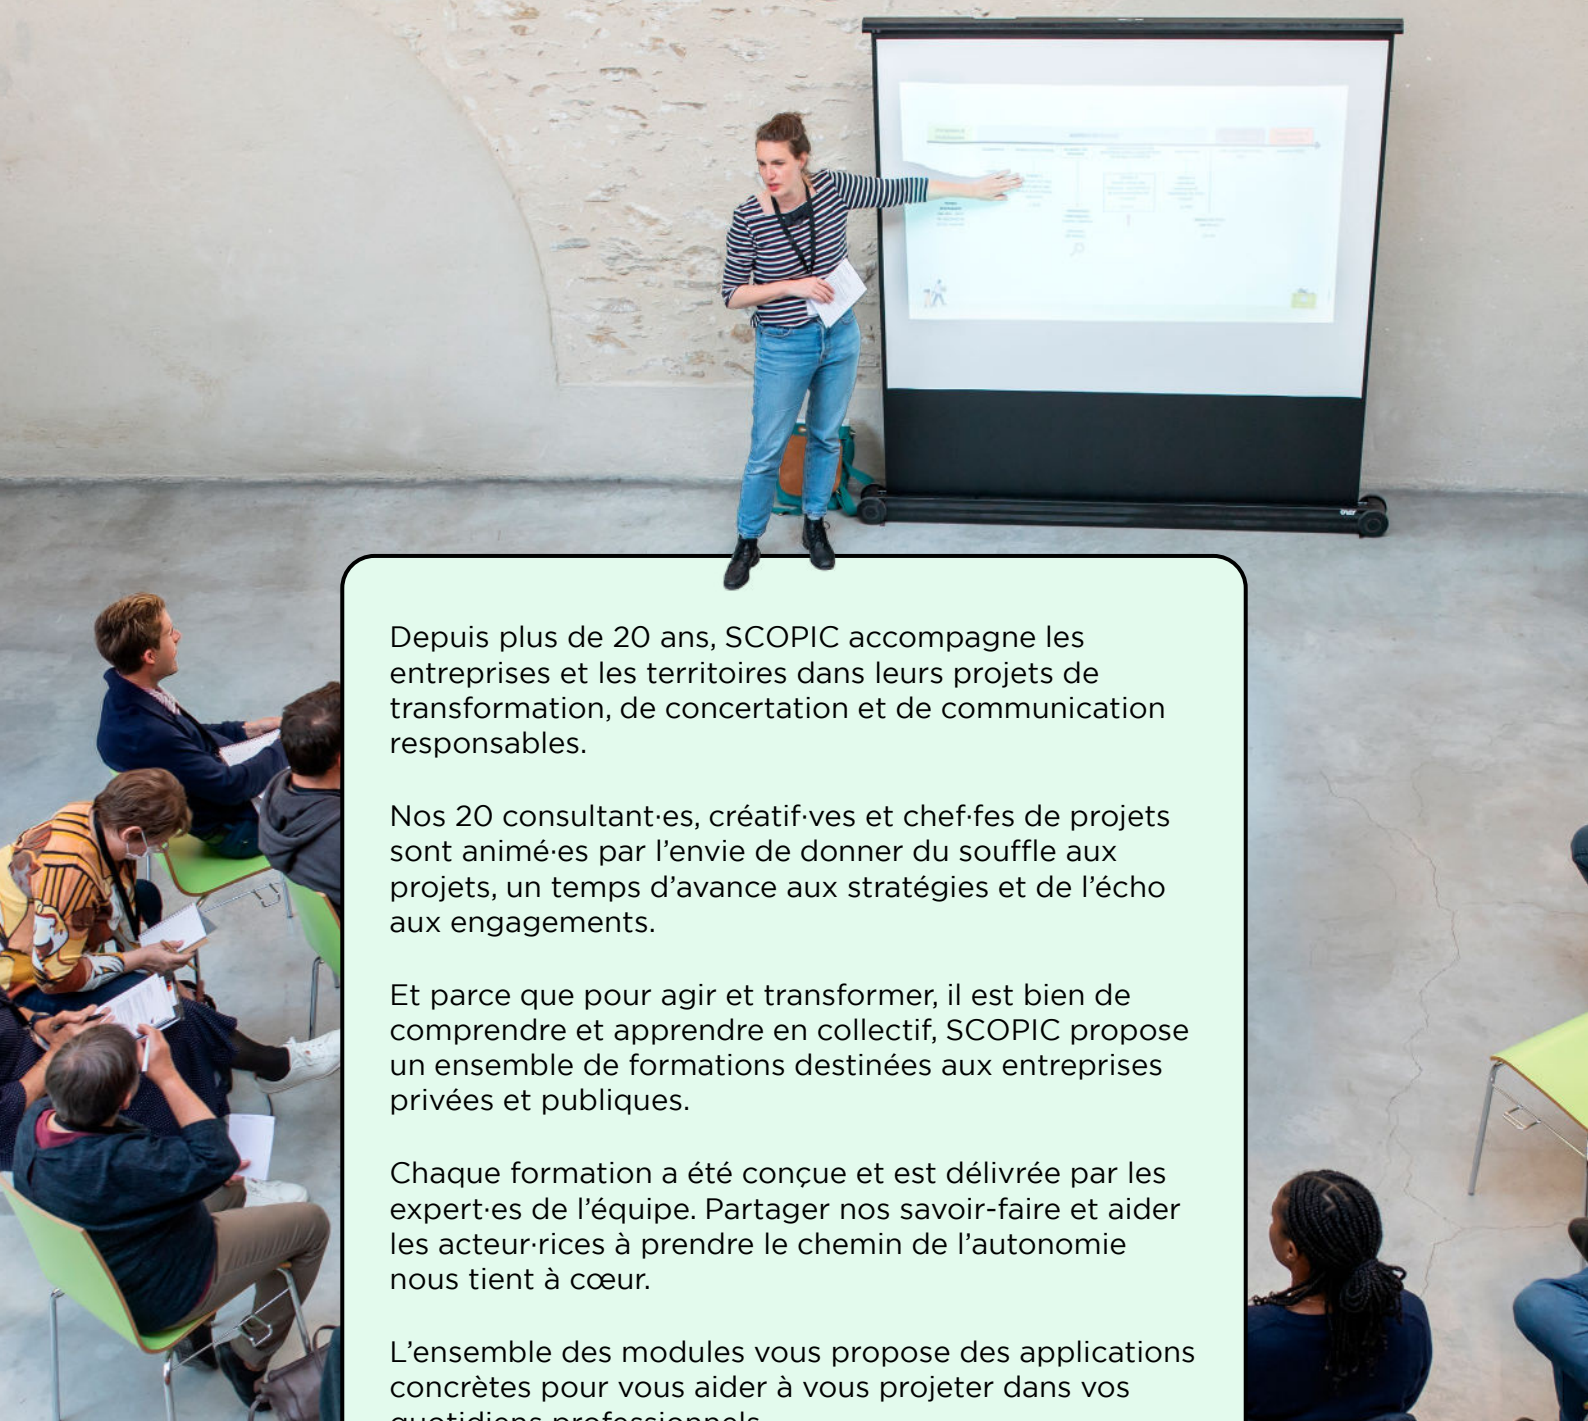 Depuis plus de 20 ans, SCOPIC accompagne les
entreprises et les territoires dans leurs projets de
transformation, de concertation et de communication
responsables.
Nos 20 consultant·es, créatif·ves et chef·fes de projets
sont animé·es par l’envie de donner du souffle aux
projets, un temps d’avance aux stratégies et de l’écho
aux engagements.
Et parce que pour agir et transformer, il est bien de
comprendre et apprendre en collectif, SCOPIC propose
un ensemble de formations destinées aux entreprises
privées et publiques.
Chaque formation a été conçue et est délivrée par les
expert·es de l’équipe. Partager nos savoir-faire et aider
les acteur·rices à prendre le chemin de l’autonomie
nous tient à cœur.
L’ensemble des modules vous propose des applications
concrètes pour vous aider à vous projeter dans vos
quotidiens professionnels.